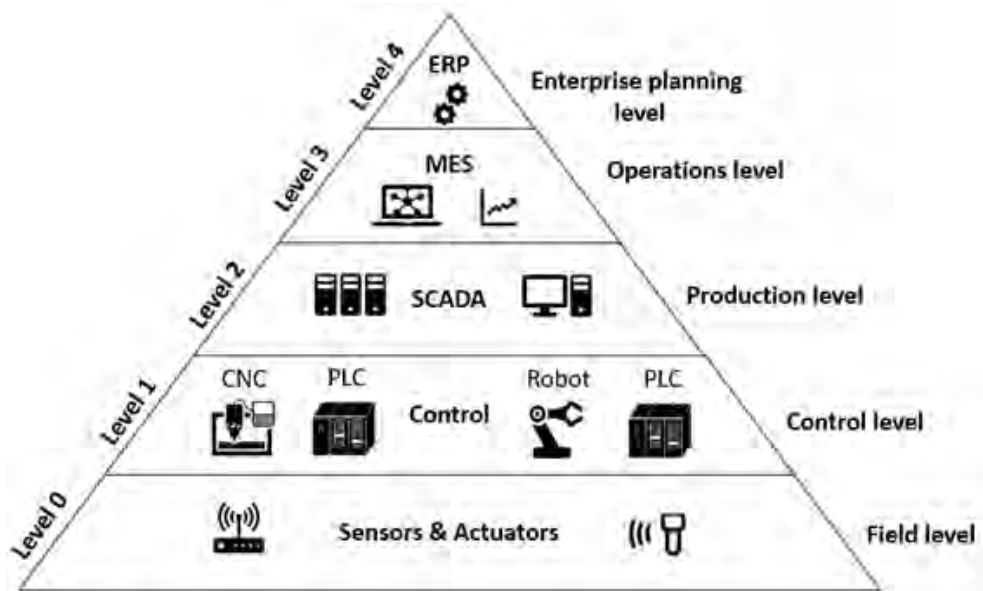 Level 4
ERP
Enterprise planning
level
Level 3
MES
Operations level
Level 2
SCADA
Production level
Level 1
CNC
PLC
Control
Robot
PLC
Control level
Level 0
Sensors & Actuators
Field level